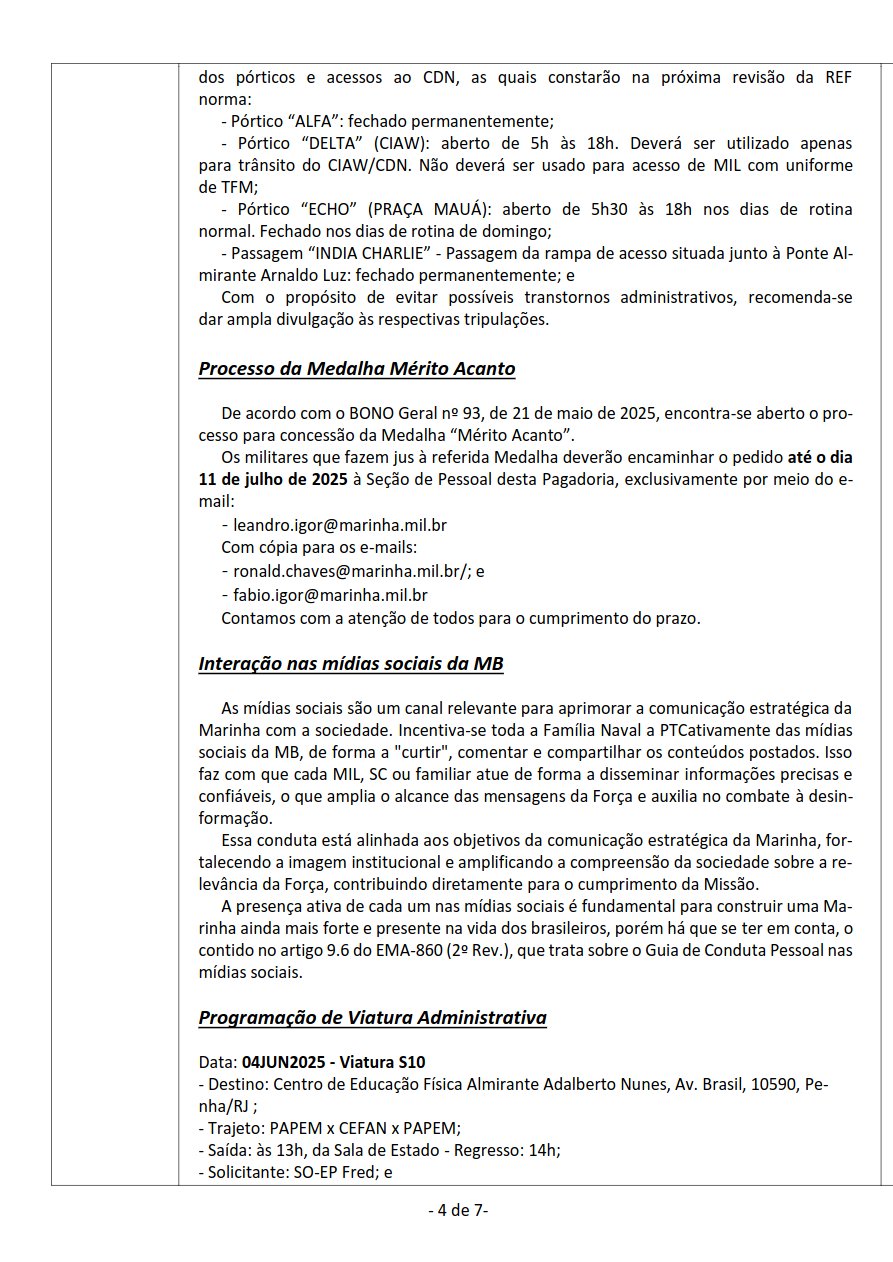 dos pórticos e acessos ao CDN, as quais constarão na próxima revisão da REF
norma:
- Pórtico “ALFA”: fechado permanentemente;
- Pórtico “DELTA” (CIAW): aberto de 5h às 18h. Deverá ser utilizado apenas
para trânsito do CIAW/CDN. Não deverá ser usado para acesso de MIL com uniforme
de TFM;
- Pórtico “ECHO” (PRAÇA MAUÁ): aberto de 5h30 às 18h nos dias de rotina
normal. Fechado nos dias de rotina de domingo;
- Passagem “INDIA CHARLIE” - Passagem da rampa de acesso situada junto à Ponte Al-
mirante Arnaldo Luz: fechado permanentemente; e
Com o propósito de evitar possíveis transtornos administrativos, recomenda-se
dar ampla divulgação às respectivas tripulações.
Processo da Medalha Mérito Acanto
De acordo com o BONO Geral nº 93, de 21 de maio de 2025, encontra-se aberto o pro-
cesso para concessão da Medalha “Mérito Acanto”.
Os militares que fazem jus à referida Medalha deverão encaminhar o pedido até o dia
11 de julho de 2025 à Seção de Pessoal desta Pagadoria, exclusivamente por meio do e-
mail:
- leandro.igor@marinha.mil.br
Com cópia para os e-mails:
- ronald.chaves@marinha.mil.br/; e
- fabio.igor@marinha.mil.br
Contamos com a atenção de todos para o cumprimento do prazo.
Interação nas mídias sociais da MB
As mídias sociais são um canal relevante para aprimorar a comunicação estratégica da
Marinha com a sociedade. Incentiva-se toda a Família Naval a PTCativamente das mídias
sociais da MB, de forma a "curtir", comentar e compartilhar os conteúdos postados. Isso
faz com que cada MIL, SC ou familiar atue de forma a disseminar informações precisas e
confiáveis, o que amplia o alcance das mensagens da Força e auxilia no combate à desin-
formação.
Essa conduta está alinhada aos objetivos da comunicação estratégica da Marinha, for-
talecendo a imagem institucional e amplificando a compreensão da sociedade sobre a re-
levância da Força, contribuindo diretamente para o cumprimento da Missão.
A presença ativa de cada um nas mídias sociais é fundamental para construir uma Ma-
rinha ainda mais forte e presente na vida dos brasileiros, porém há que se ter em conta, o
contido no artigo 9.6 do EMA-860 (2º Rev.), que trata sobre o Guia de Conduta Pessoal nas
mídias sociais.
Programação de Viatura Administrativa
Data: 04JUN2025 - Viatura S10
- Destino: Centro de Educação Física Almirante Adalberto Nunes, Av. Brasil, 10590, Pe-
nha/RJ ;
- Trajeto: PAPEM x CEFAN x PAPEM;
- Saída: às 13h, da Sala de Estado - Regresso: 14h;
- Solicitante: SO-EP Fred; e
- 4 de 7-